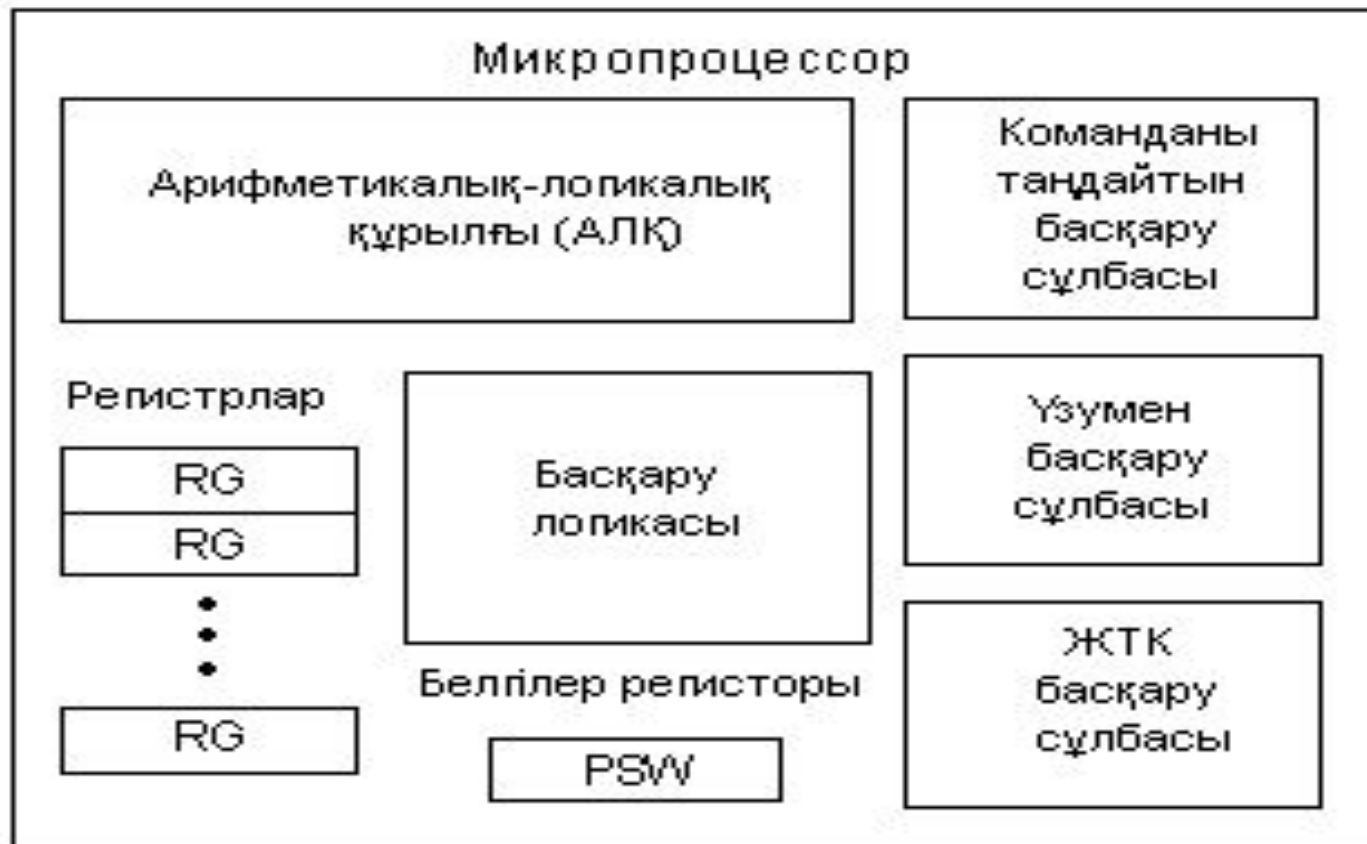 Микропроцессор
Арифметикалық-логикалық
құрылғы (АЛҚ)
Команданы
таңдайтын
басқару
сұлбасы
Регистрлар
RG
RG
RG
Басқару
логикасы
Белгілер регисторы
PSW
Үзумен
басқару
сұлбасы
ЖТК
басқару
сұлбасы